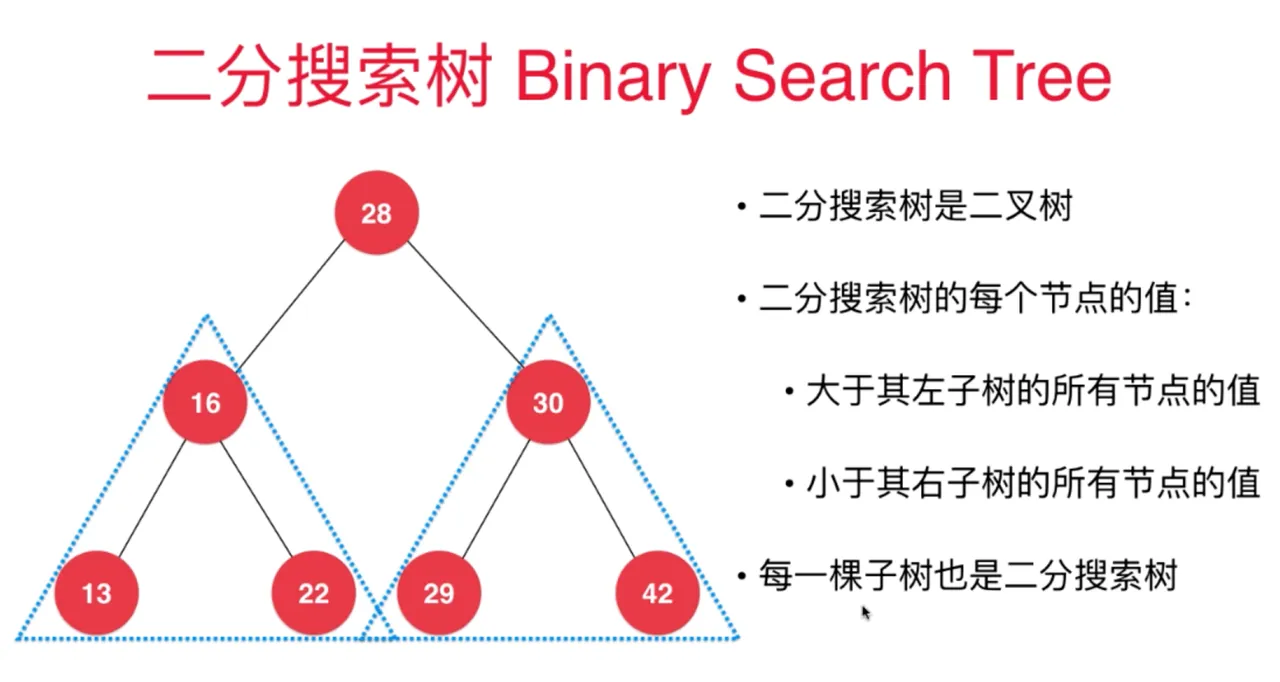 二分搜索树 Binary Search Tree
28
16
30
13
22
29
42
• 二分搜索树是二叉树
• 二分搜索树的每个节点的值：
• 大于其左子树的所有节点的值
• 小于其右子树的所有节点的值
• 每一棵子树也是二分搜索树